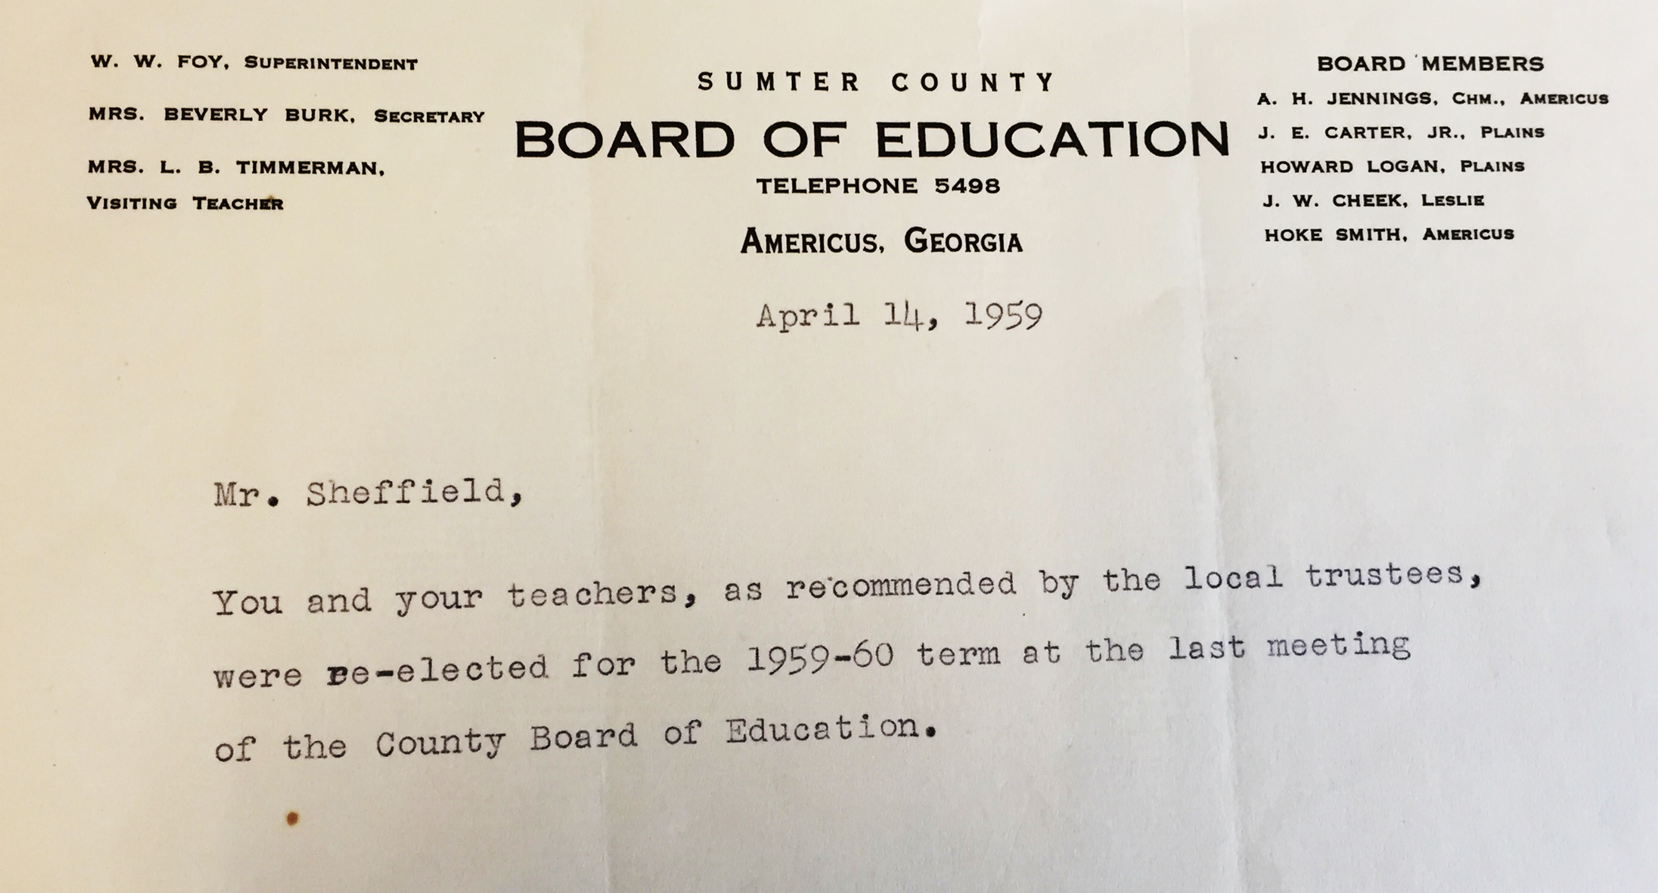 W. W. FOY, SUPERINTENDENT
MRS. BEVERLY BURK, SECRETARY
MRS. L. B. TIMMERMAN,
VISITING TEACHER
SUMTER COUNTY
BOARD OF EDUCATION
TELEPHONE 5498
AMERICUS, GEORGIA
BOARD MEMBERS
A. H. JENNINGS, CHM., AMERICUS
J. E. CARTER, JR., PLAINS
HOWARD LOGAN, PLAINS
J. W. CHEEK, LESLIE
HOKE SMITH, AMERICUS
April 14, 1959
Mr. Sheffield,
You and your teachers, as recommended by the local trustees,
were re-elected for the 1959-60 term at the last meeting
of the County Board of Education.